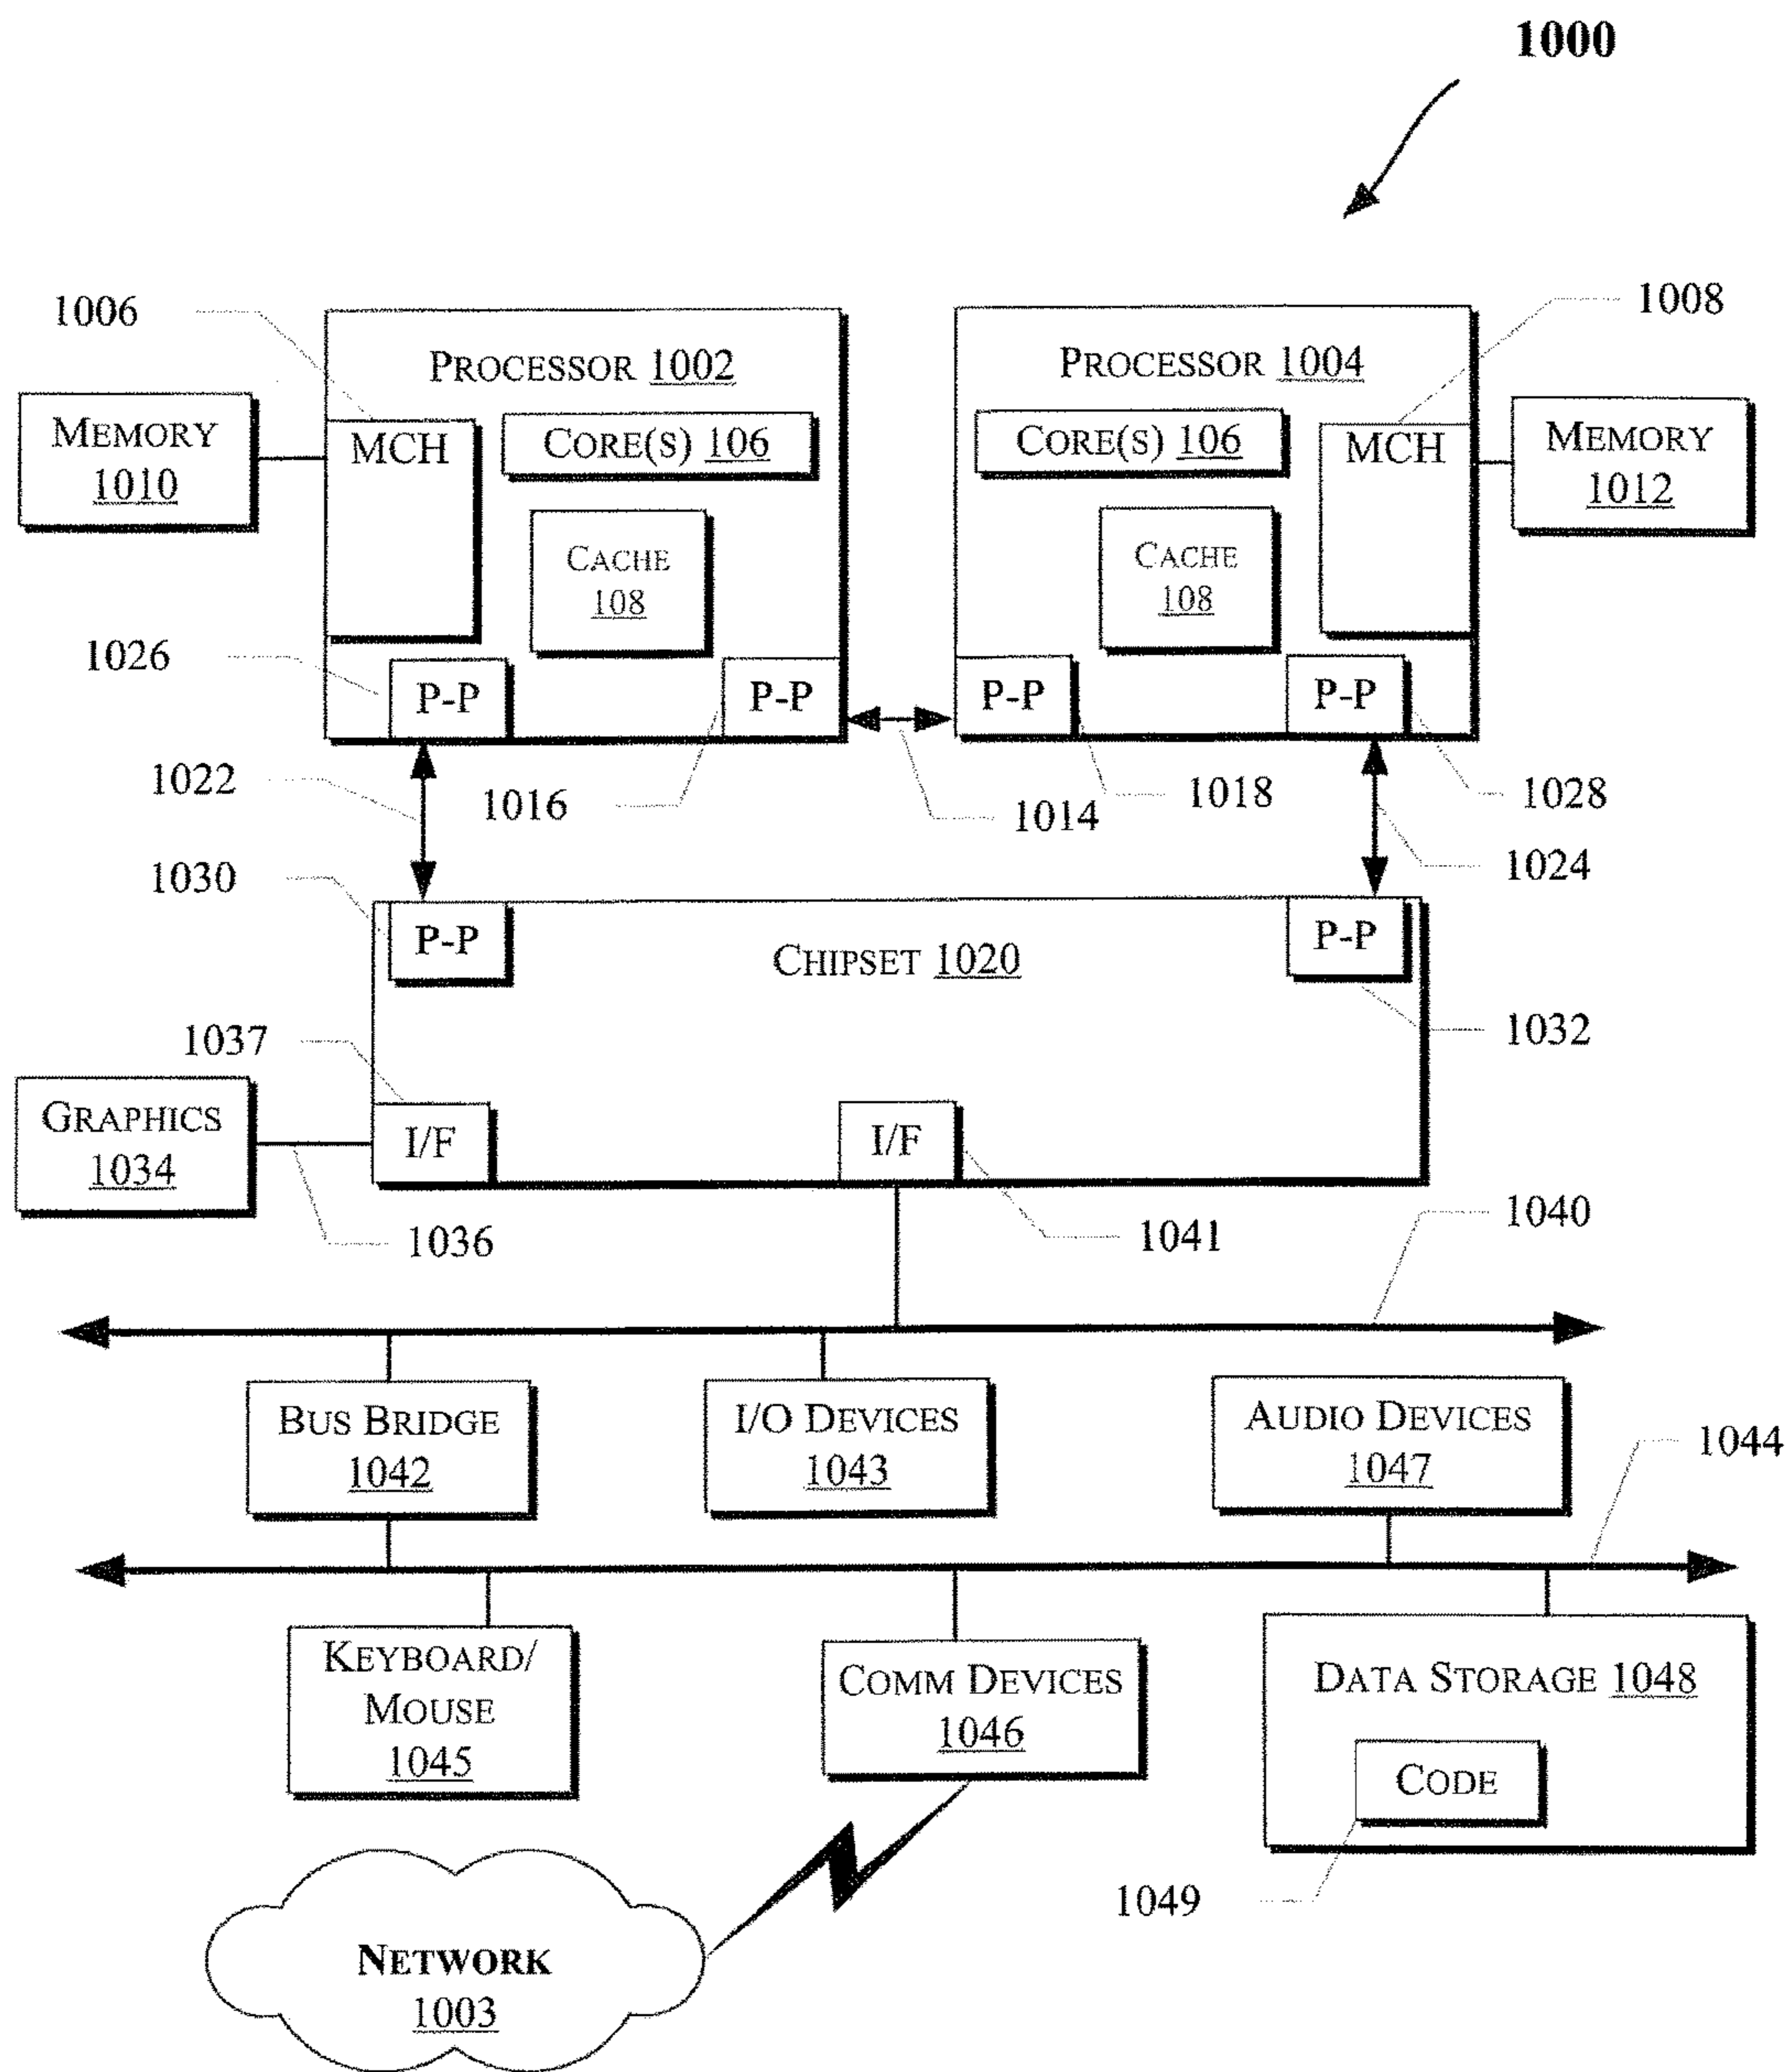 1000
1006
1008
PROCESSOR 1002
PROCESSOR 1004
MEMORY
1010
MCH
CORE(S) 106
CORE(S) 106
MCH
MEMORY
1012
CACHE
108
CACHE
108
1026
P-P
P-P
P-P
P-P
1022
1016
1014
1018
1028
1030
1024
P-P
CHIPSET 1020
P-P
1037
1032
GRAPHICS
1034
I/F
I/F
1036
1041
1040
BUS BRIDGE
1042
I/O DEVICES
1043
AUDIO DEVICES
1047
1044
KEYBOARD/
MOUSE
1045
COMM DEVICES
1046
DATA STORAGE 1048
CODE
1049
NETWORK
1003